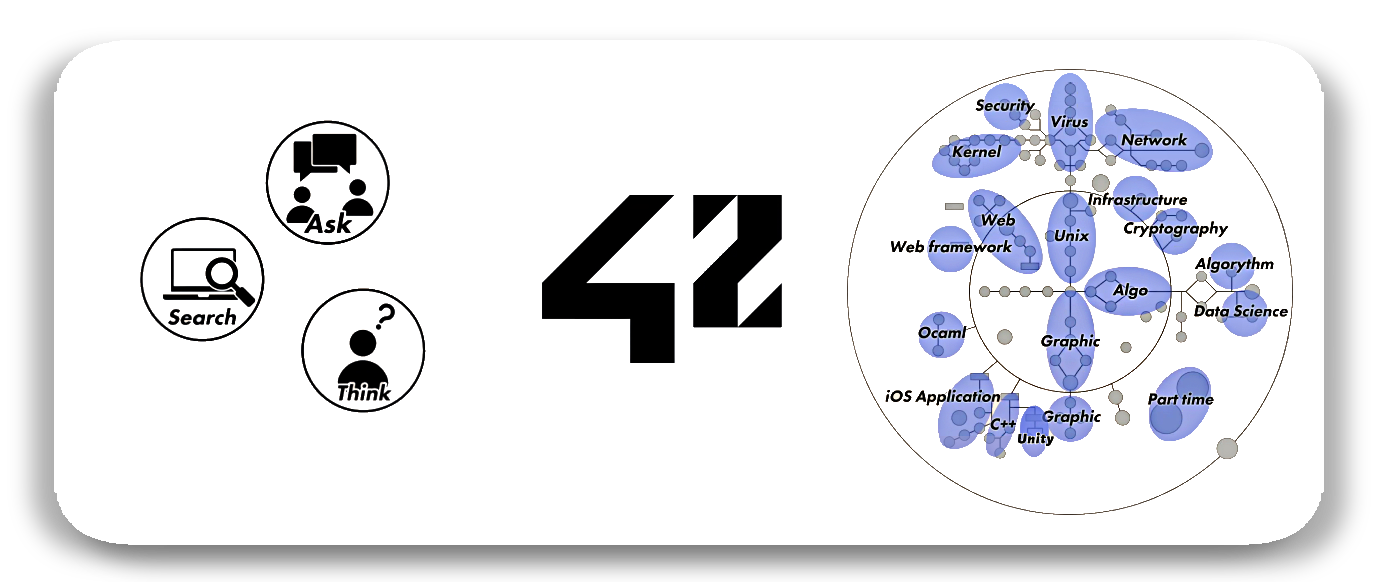 Ask
Search
?
Think
42
Security
Virus
Network
Kernel
Infrastructure
Web
Cryptography
Unix
Web framework
Algorythm
Algo
Data Science
Ocaml
Graphic
iOS Application
Part time
C++
Graphic
Unity